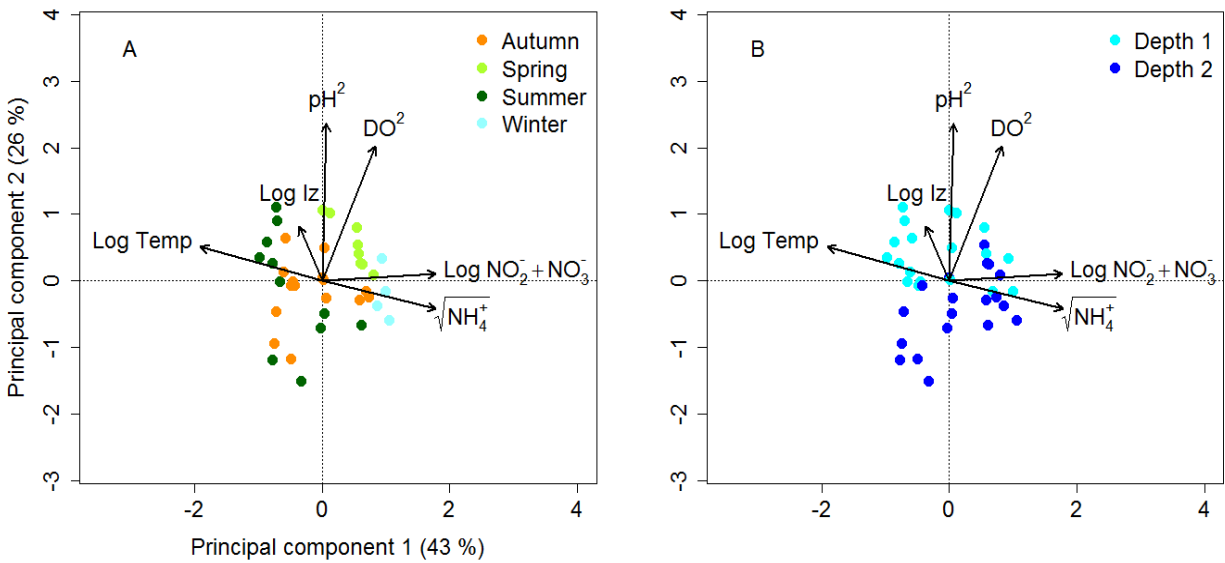 A
Autumn
Spring
Summer
Winter
pH²
DO²
Log Iz
Log Temp
Log NO₂⁻ + NO₃⁻
√NH₄⁺
4
3
2
1
0
-1
-2
-3
-2
0
2
4
Principal component 2 (26 %)
Principal component 1 (43 %)
B
Depth 1
Depth 2
pH²
DO²
Log Iz
Log Temp
Log NO₂⁻ + NO₃⁻
√NH₄⁺
4
3
2
1
0
-1
-2
-3
-2
0
2
4